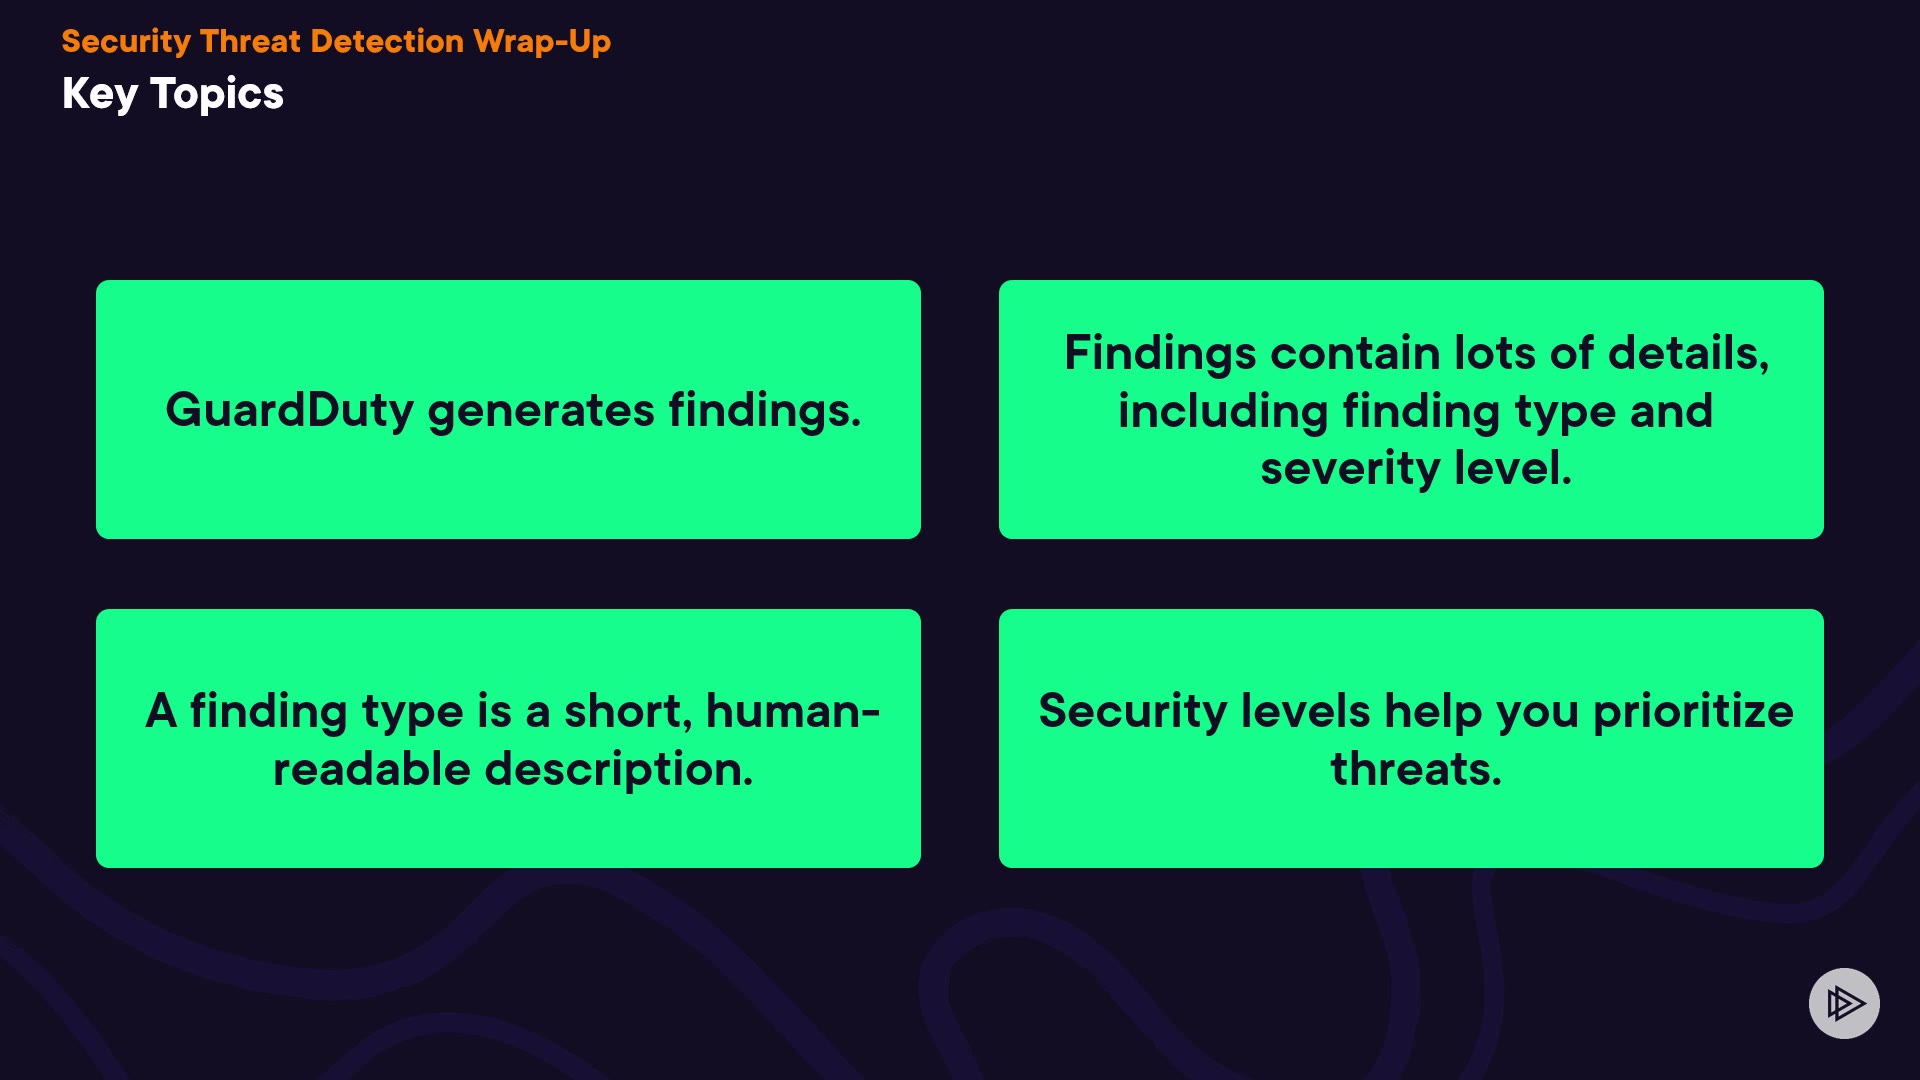 Security Threat Detection Wrap-Up
Key Topics
GuardDuty generates findings.
Findings contain lots of details,
including finding type and
severity level.
A finding type is a short, human-
readable description.
Security levels help you prioritize
threats.